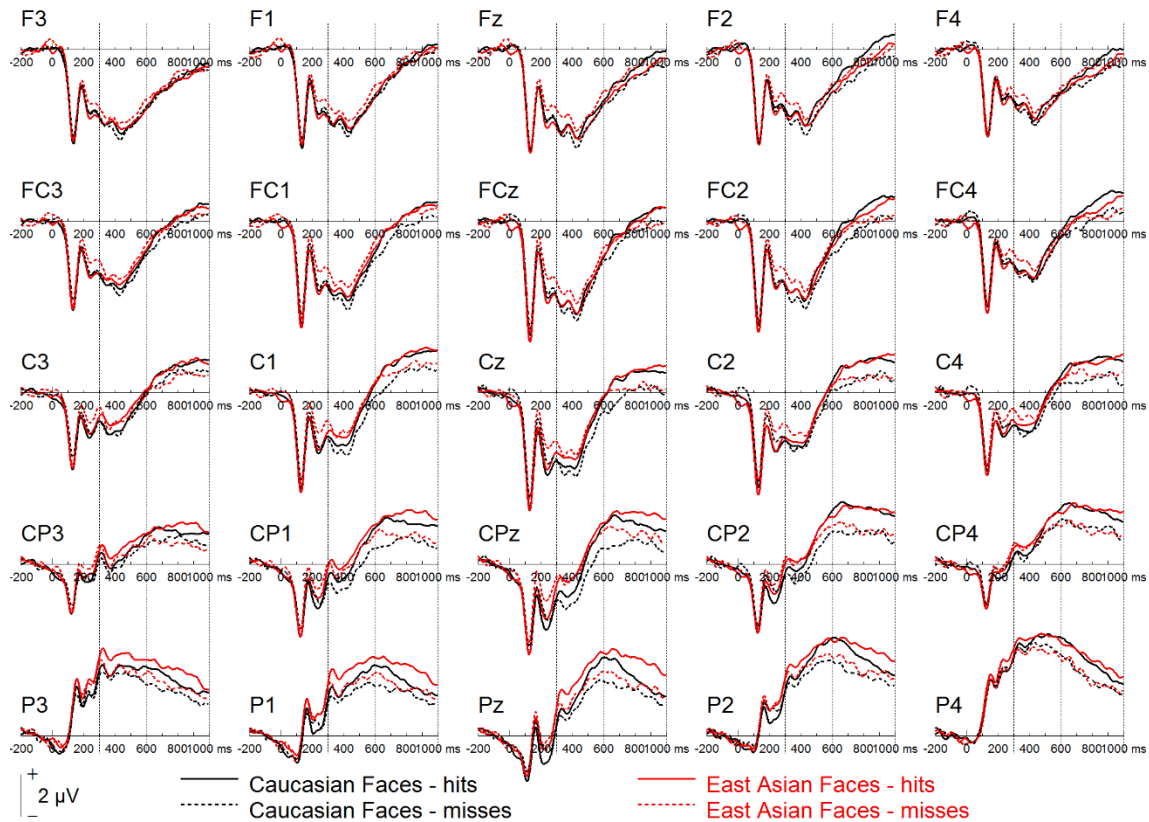 F3 F1 Fz F2 F4
-200 0 200 400 600 8001000 ms -200 0 200 400 600 8001000 ms -200 0 200 400 600 8001000 ms -200 0 200 400 600 8001000 ms -200 0 200 400 600 8001000 ms
FC3 FC1 FCz FC2 FC4
-200 0 200 400 600 8001000 ms -200 0 200 400 600 8001000 ms -200 0 200 400 600 8001000 ms -200 0 200 400 600 8001000 ms -200 0 200 400 600 8001000 ms
C3 C1 Cz C2 C4
-200 0 200 400 600 8001000 ms -200 0 200 400 600 8001000 ms -200 0 200 400 600 8001000 ms -200 0 200 400 600 8001000 ms -200 0 200 400 600 8001000 ms
CP3 CP1 CPz CP2 CP4
-200 0 200 400 600 8001000 ms -200 0 200 400 600 8001000 ms -200 0 200 400 600 8001000 ms -200 0 200 400 600 8001000 ms -200 0 200 400 600 8001000 ms
P3 P1 Pz P2 P4
-200 0 200 400 600 8001000 ms -200 0 200 400 600 8001000 ms -200 0 200 400 600 8001000 ms -200 0 200 400 600 8001000 ms -200 0 200 400 600 8001000 ms
+
2 µV
−
Caucasian Faces - hits East Asian Faces - hits
Caucasian Faces - misses East Asian Faces - misses